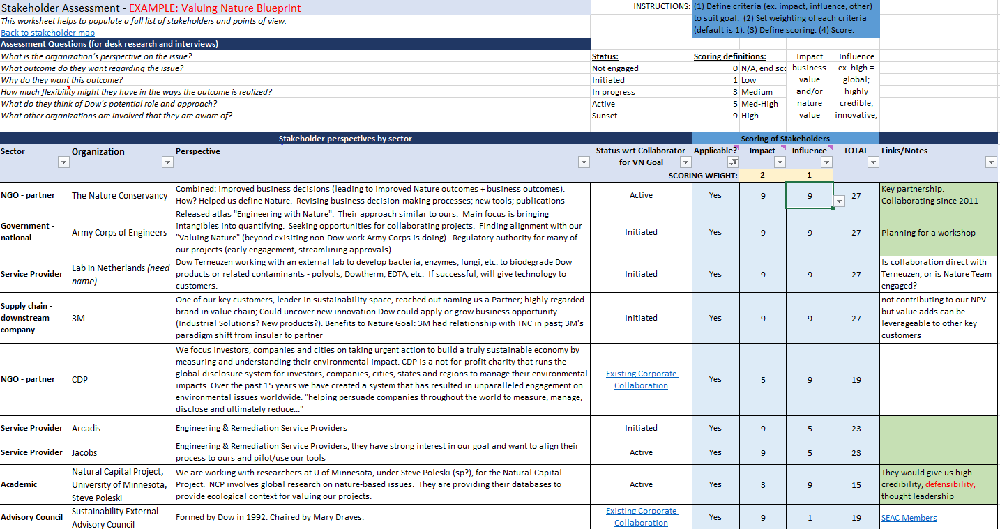 Stakeholder Assessment - EXAMPLE: Valuing Nature Blueprint
INSTRUCTIONS:
(1) Define criteria (ex. impact, influence, other)
to suit goal. (2) Set weighting of each criteria
(default is 1). (3) Define scoring. (4) Score.
This worksheet helps to populate a full list of stakeholders and points of view.
Back to stakeholder map
Assessment Questions (for desk research and interviews)
What is the organization's perspective on the issue?
What outcome do they want regarding the issue?
Why do they want this outcome?
How much flexibility might they have in the ways the outcome is realized?
What do they think of Dow's potential role and approach?
What other organizations are involved that they are aware of?
Status:
Not engaged
Initiated
In progress
Active
Sunset
Scoring definitions:
0 N/A, end sco
1 Low
3 Medium
5 Med-High
9 High
Impact
business
value
and/or
nature
value
Influence
ex. high =
global;
highly
credible,
innovative,
Stakeholder perspectives by sector
Scoring of Stakeholders
Sector
Organization
Perspective
Status wrt Collaborator
for VN Goal
Applicable?
Impact
Influence
TOTAL
Links/Notes
SCORING WEIGHT: 2 1
NGO - partner
The Nature Conservancy
Combined: improved business decisions (leading to improved Nature outcomes + business outcomes).
How? Helped us define Nature. Revising business decision-making processes; new tools; publications
Active
Yes
9
9
27
Key partnership.
Collaborating since 2011
Government -
national
Army Corps of Engineers
Released atlas "Engineering with Nature". Their approach similar to ours. Main focus is bringing
intangibles into quantifying. Seeking opportunities for collaborating projects. Finding alignment with our
"Valuing Nature" (beyond exisiting non-Dow work Army Corps is doing). Regulatory authority for many of
our projects (early engagement, streamlining approvals).
Initiated
Yes
9
9
27
Planning for a workshop
Service Provider
Lab in Netherlands (need
name)
Dow Terneuzen working with an external lab to develop bacteria, enzymes, fungi, etc. to biodegrade Dow
products or related contaminants - polyols, Dowtherm, EDTA, etc. If successful, will give technology to
customers.
Initiated
Yes
9
9
27
Is collaboration direct with
Terneuzen; or is Nature Team
engaged?
Supply chain -
downstream
company
3M
One of our key customers, leader in sustainability space, reached out naming us a Partner; highly regarded
brand in value chain; Could uncover new innovation Dow could apply or grow business opportunity
(Industrial Solutions? New products?). Benefits to Nature Goal: 3M had relationship with TNC in past; 3M's
paradigm shift from insular to partner
Initiated
Yes
9
9
27
not contributing to our NPV
but value adds can be
leverageable to other key
customers
NGO - partner
CDP
We focus investors, companies and cities on taking urgent action to build a truly sustainable economy by
measuring and understanding their environmental impact. CDP is a not-for-profit charity that runs the
global disclosure system for investors, companies, cities, states and regions to manage their environmental
impacts. Over the past 15 years we have created a system that has resulted in unparalleled engagement on
environmental issues worldwide. "helping persuade companies throughout the world to measure, manage,
disclose and ultimately reduce..."
Existing Corporate
Collaboration
Yes
5
9
19
Service Provider
Arcadis
Engineering & Remediation Service Providers
Initiated
Yes
9
5
23
Service Provider
Jacobs
Engineering & Remediation Service Providers; they have strong interest in our goal and want to align their
process to ours and pilot/use our tools
Active
Yes
9
5
23
Academic
Natural Capital Project,
University of Minnesota,
Steve Poleski
We are working with researchers at U of Minnesota, under Steve Poleski (sp?), for the Natural Capital
Project. NCP involves global research on nature-based issues. They are providing their databases to
provide ecological context for valuing our projects.
Active
Yes
3
9
15
They would give us high
credibility, defensibility,
thought leadership
Advisory Council
Sustainability External
Advisory Council
Formed by Dow in 1992. Chaired by Mary Draves.
Existing Corporate
Collaboration
Yes
9
1
19
SEAC Members